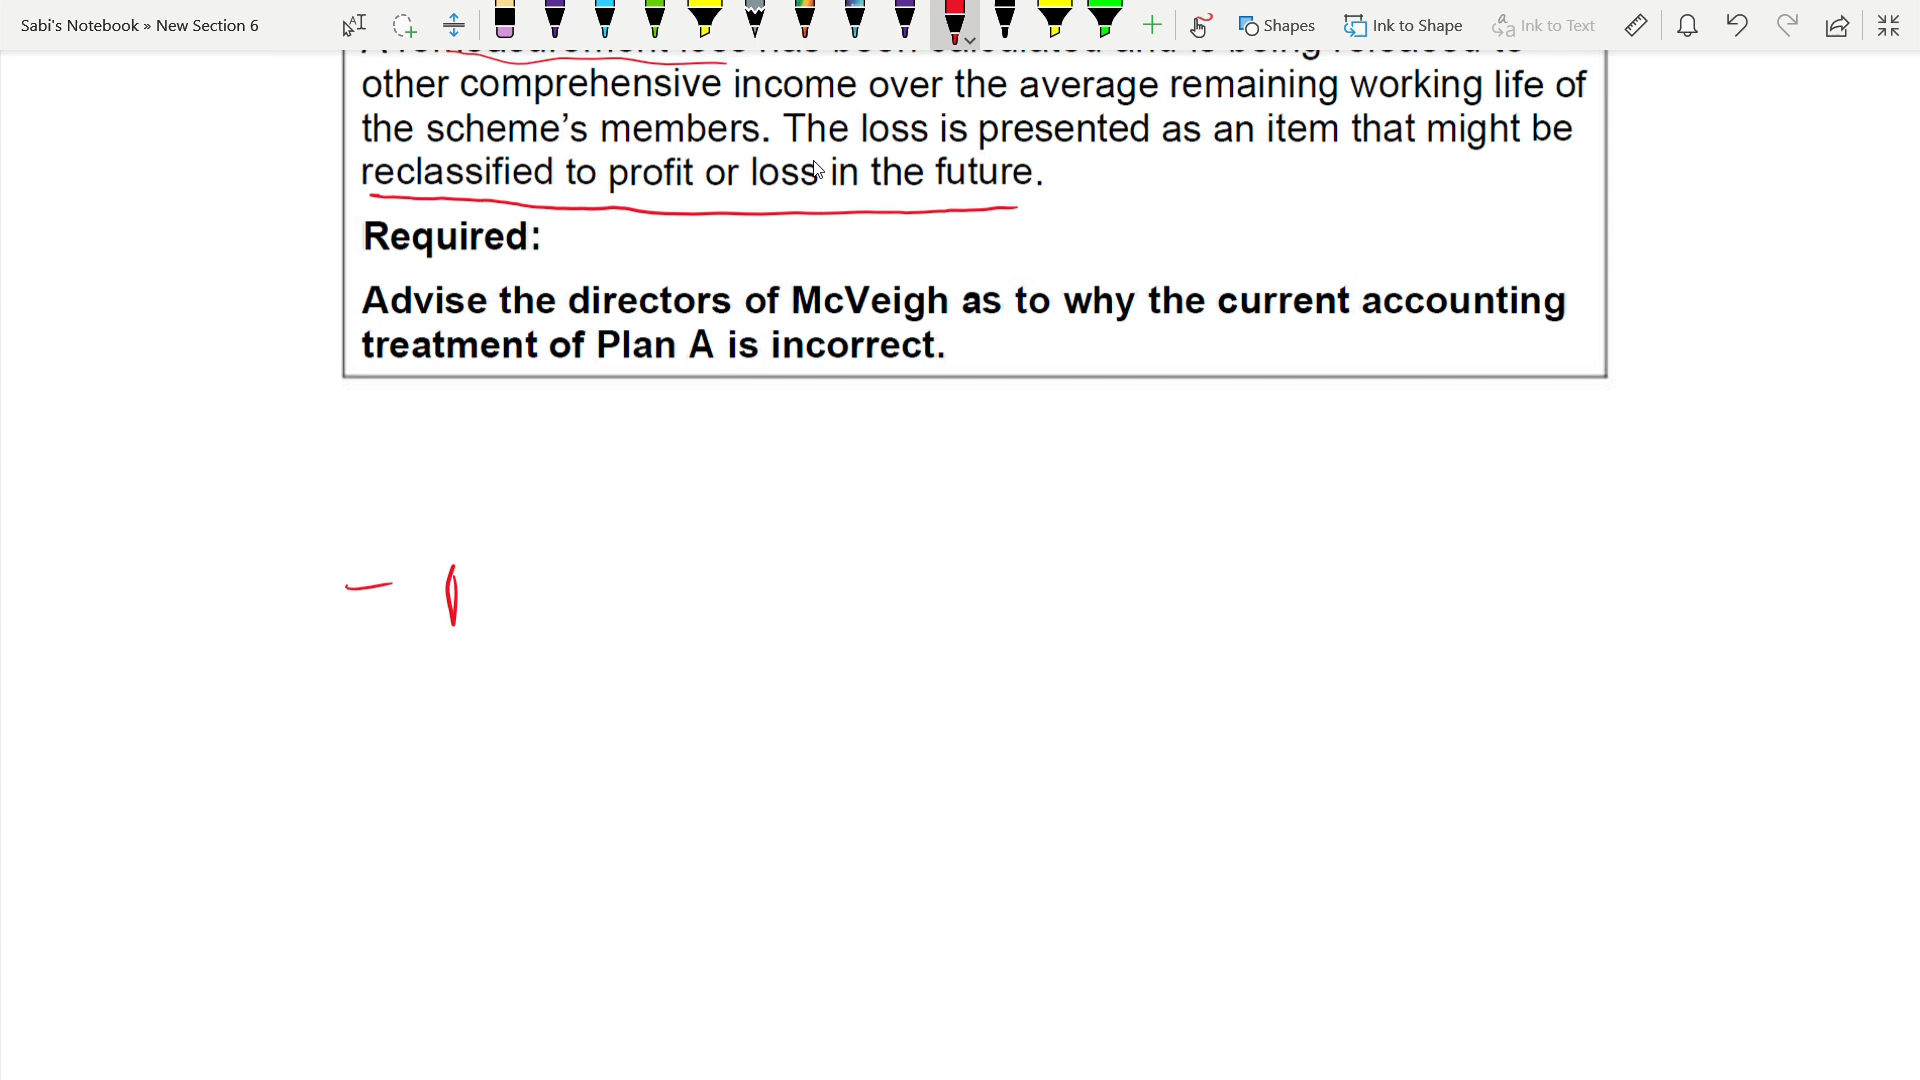 Sabi's Notebook » New Section 6
Shapes
Ink to Shape
Ink to Text
other comprehensive income over the average remaining working life of
the scheme's members. The loss is presented as an item that might be
reclassified to profit or loss in the future.
Required:
Advise the directors of McVeigh as to why the current accounting
treatment of Plan A is incorrect.